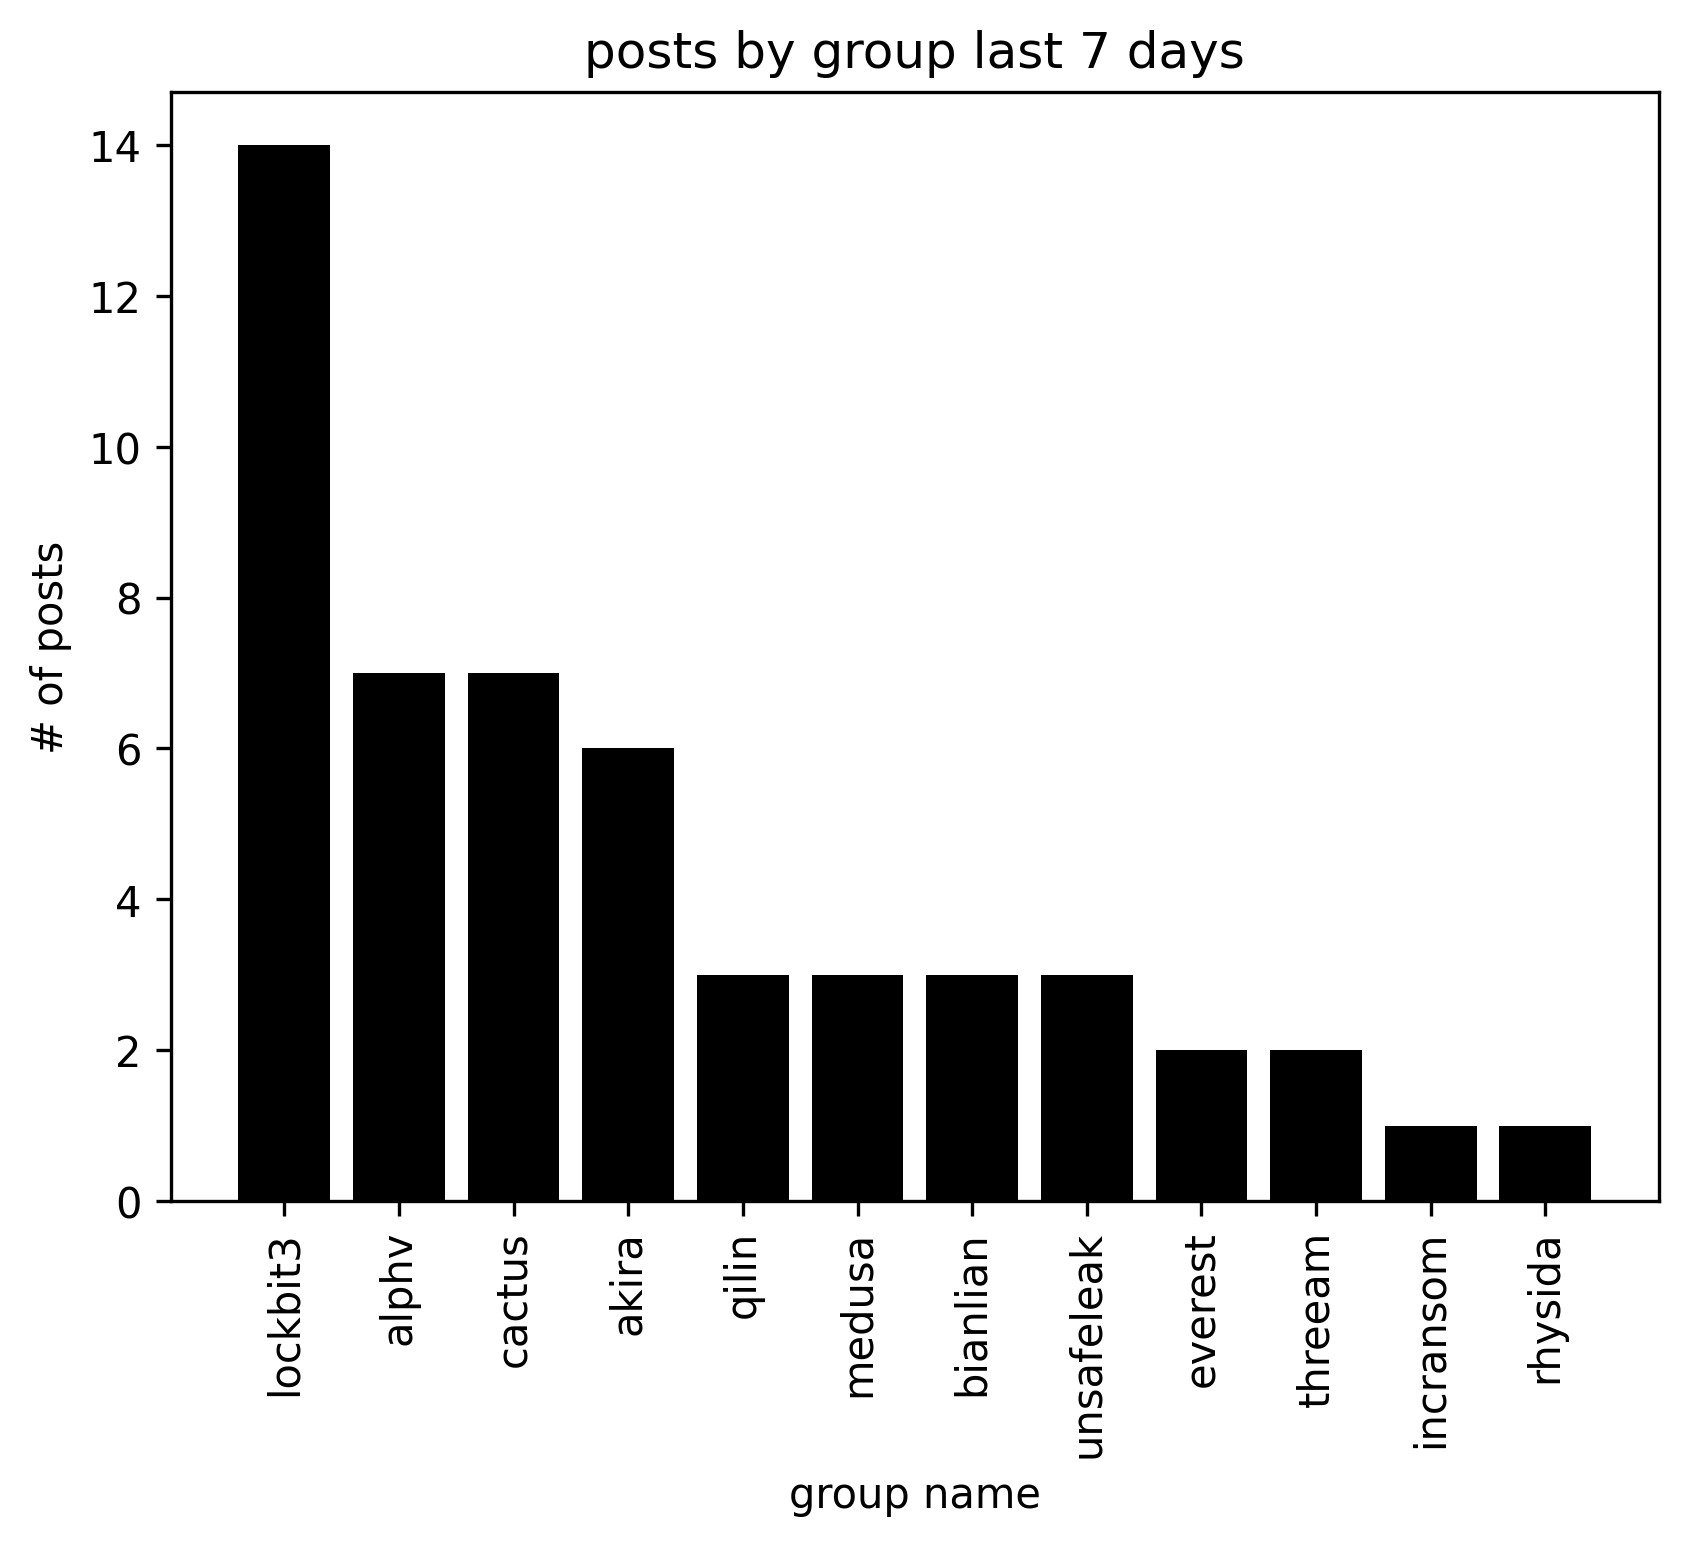 posts by group last 7 days
14
12
10
8
6
4
2
0
# of posts
lockbit3
alphv
cactus
akira
qilin
medusa
bianlian
unsafeleak
everest
threeam
incransom
rhysida
group name